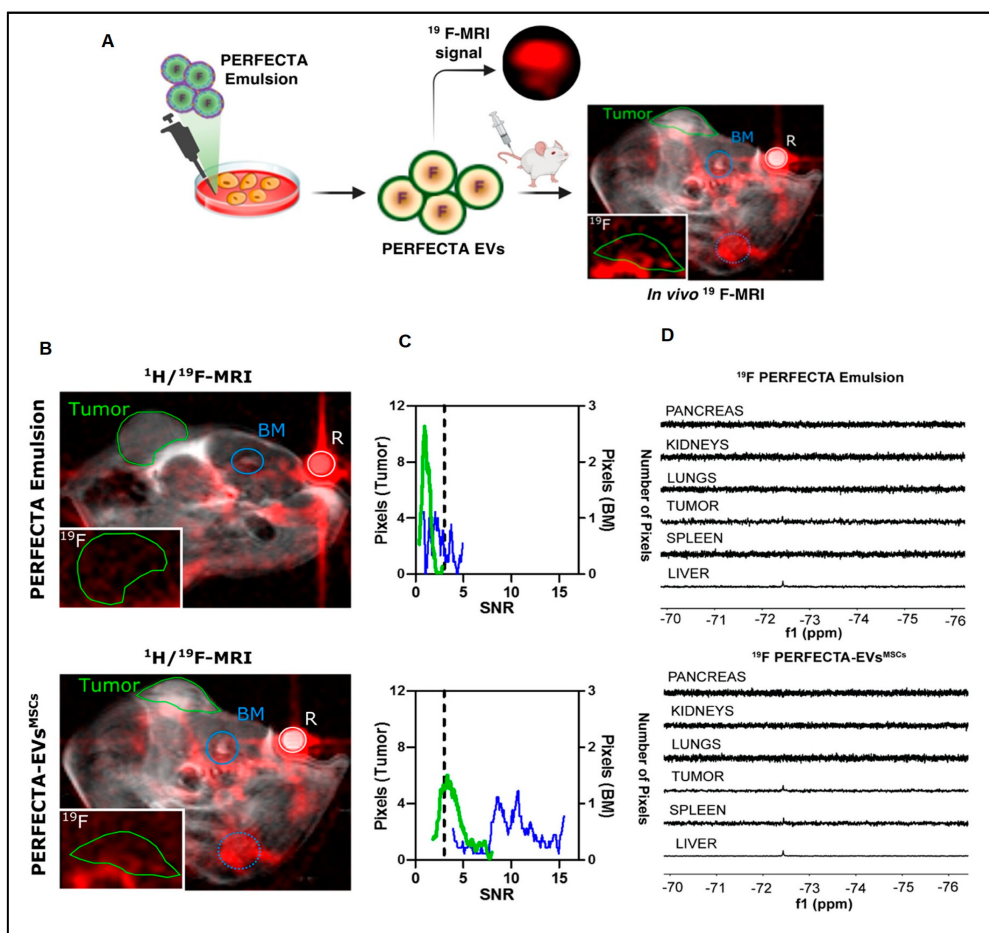 A
PERFECTA
Emulsion
F
F
F
F
19 F-MRI
signal
F
F
F
F
PERFECTA EVs
Tumor
BM
R
19F
In vivo 19 F-MRI
B
1H/19F-MRI
PERFECTA Emulsion
Tumor
BM
R
19F
1H/19F-MRI
PERFECTA-EVsMSCs
Tumor
BM
R
19F
C
Pixels (Tumor)
12
8
4
0
3
2
1
0
Pixels (BM)
0 5 10 15
SNR
Pixels (Tumor)
12
8
4
0
3
2
1
0
Pixels (BM)
0 5 10 15
SNR
D
19F PERFECTA Emulsion
Number of Pixels
PANCREAS
KIDNEYS
LUNGS
TUMOR
SPLEEN
LIVER
-70 -71 -72 -73 -74 -75 -76
f1 (ppm)
19F PERFECTA-EVsMSCs
Number of Pixels
PANCREAS
KIDNEYS
LUNGS
TUMOR
SPLEEN
LIVER
-70 -71 -72 -73 -74 -75 -76
f1 (ppm)